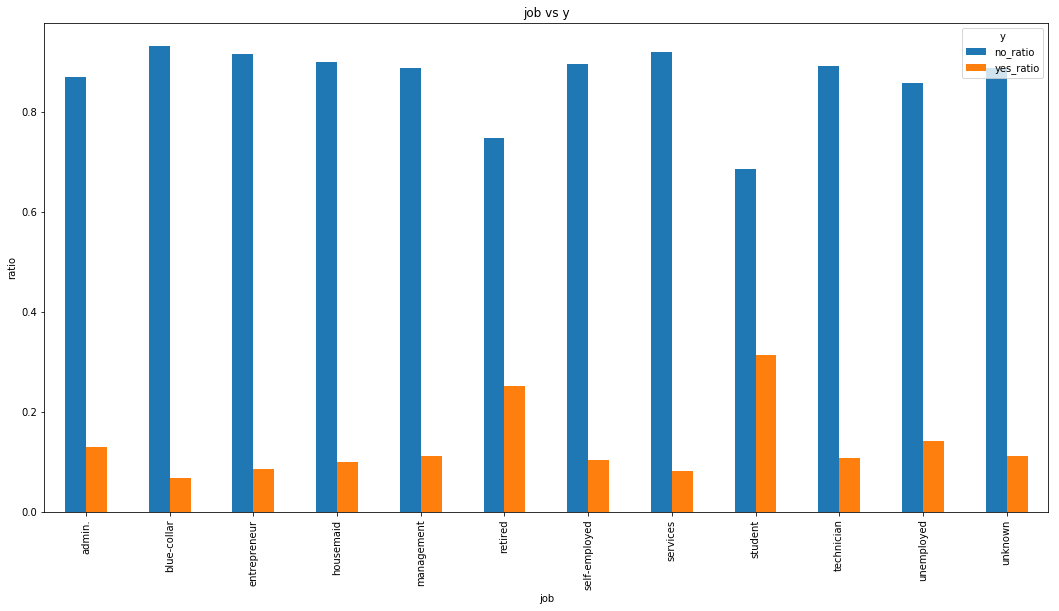 job vs y
y
no_ratio
yes_ratio
ratio
0.8
0.6
0.4
0.2
0.0
admin.
blue-collar
entrepreneur
housemaid
management
retired
self-employed
services
student
technician
unemployed
unknown
job